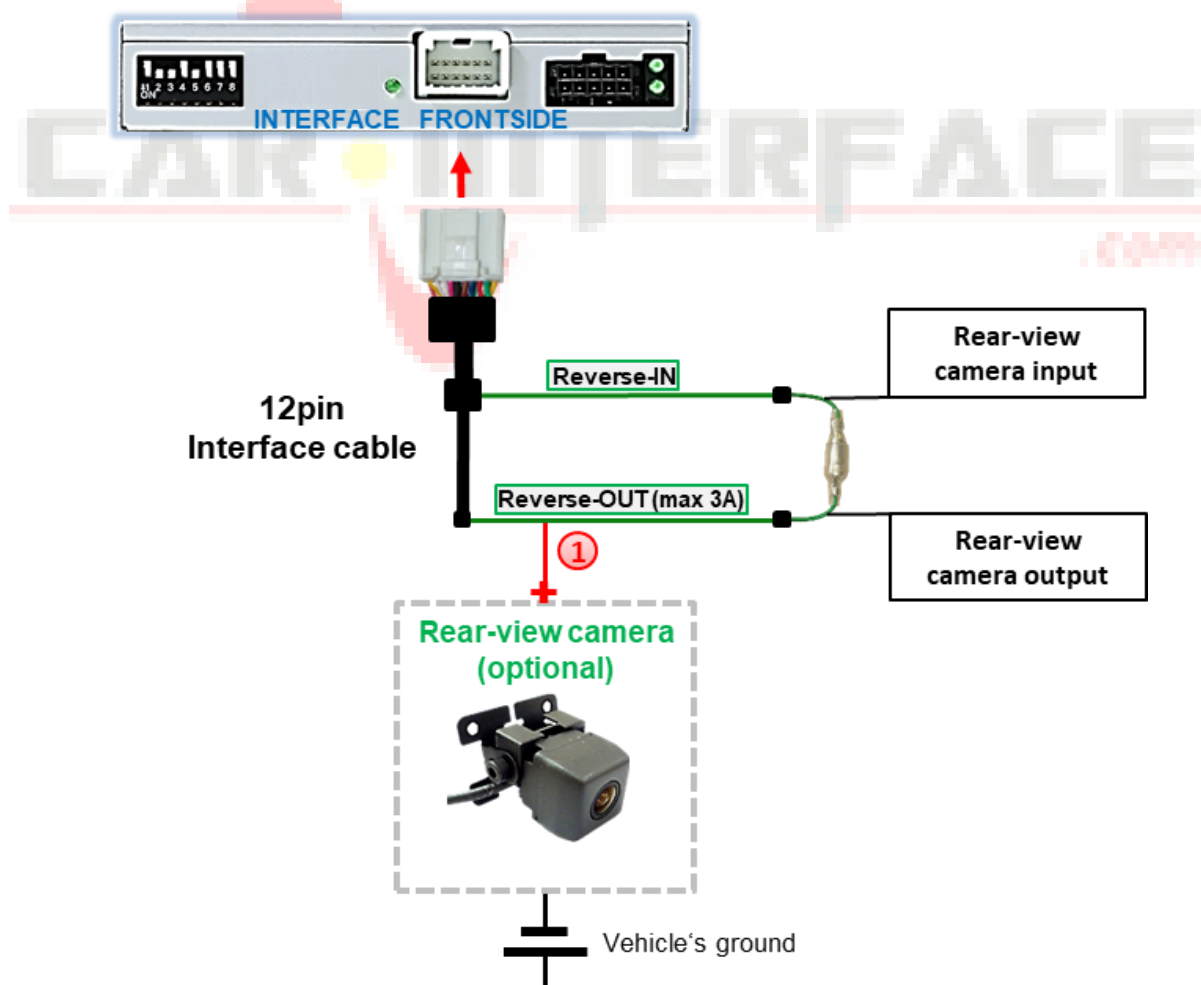 1 2 3 4 5 6 7 8
ON
INTERFACE FRONTSIDE
CAR INTERFACE
.com
Reverse-IN
Rear-view
camera input
12pin
Interface cable
Reverse-OUT(max 3A)
1
Rear-view
camera output
Rear-view camera
(optional)
Vehicle‘s ground